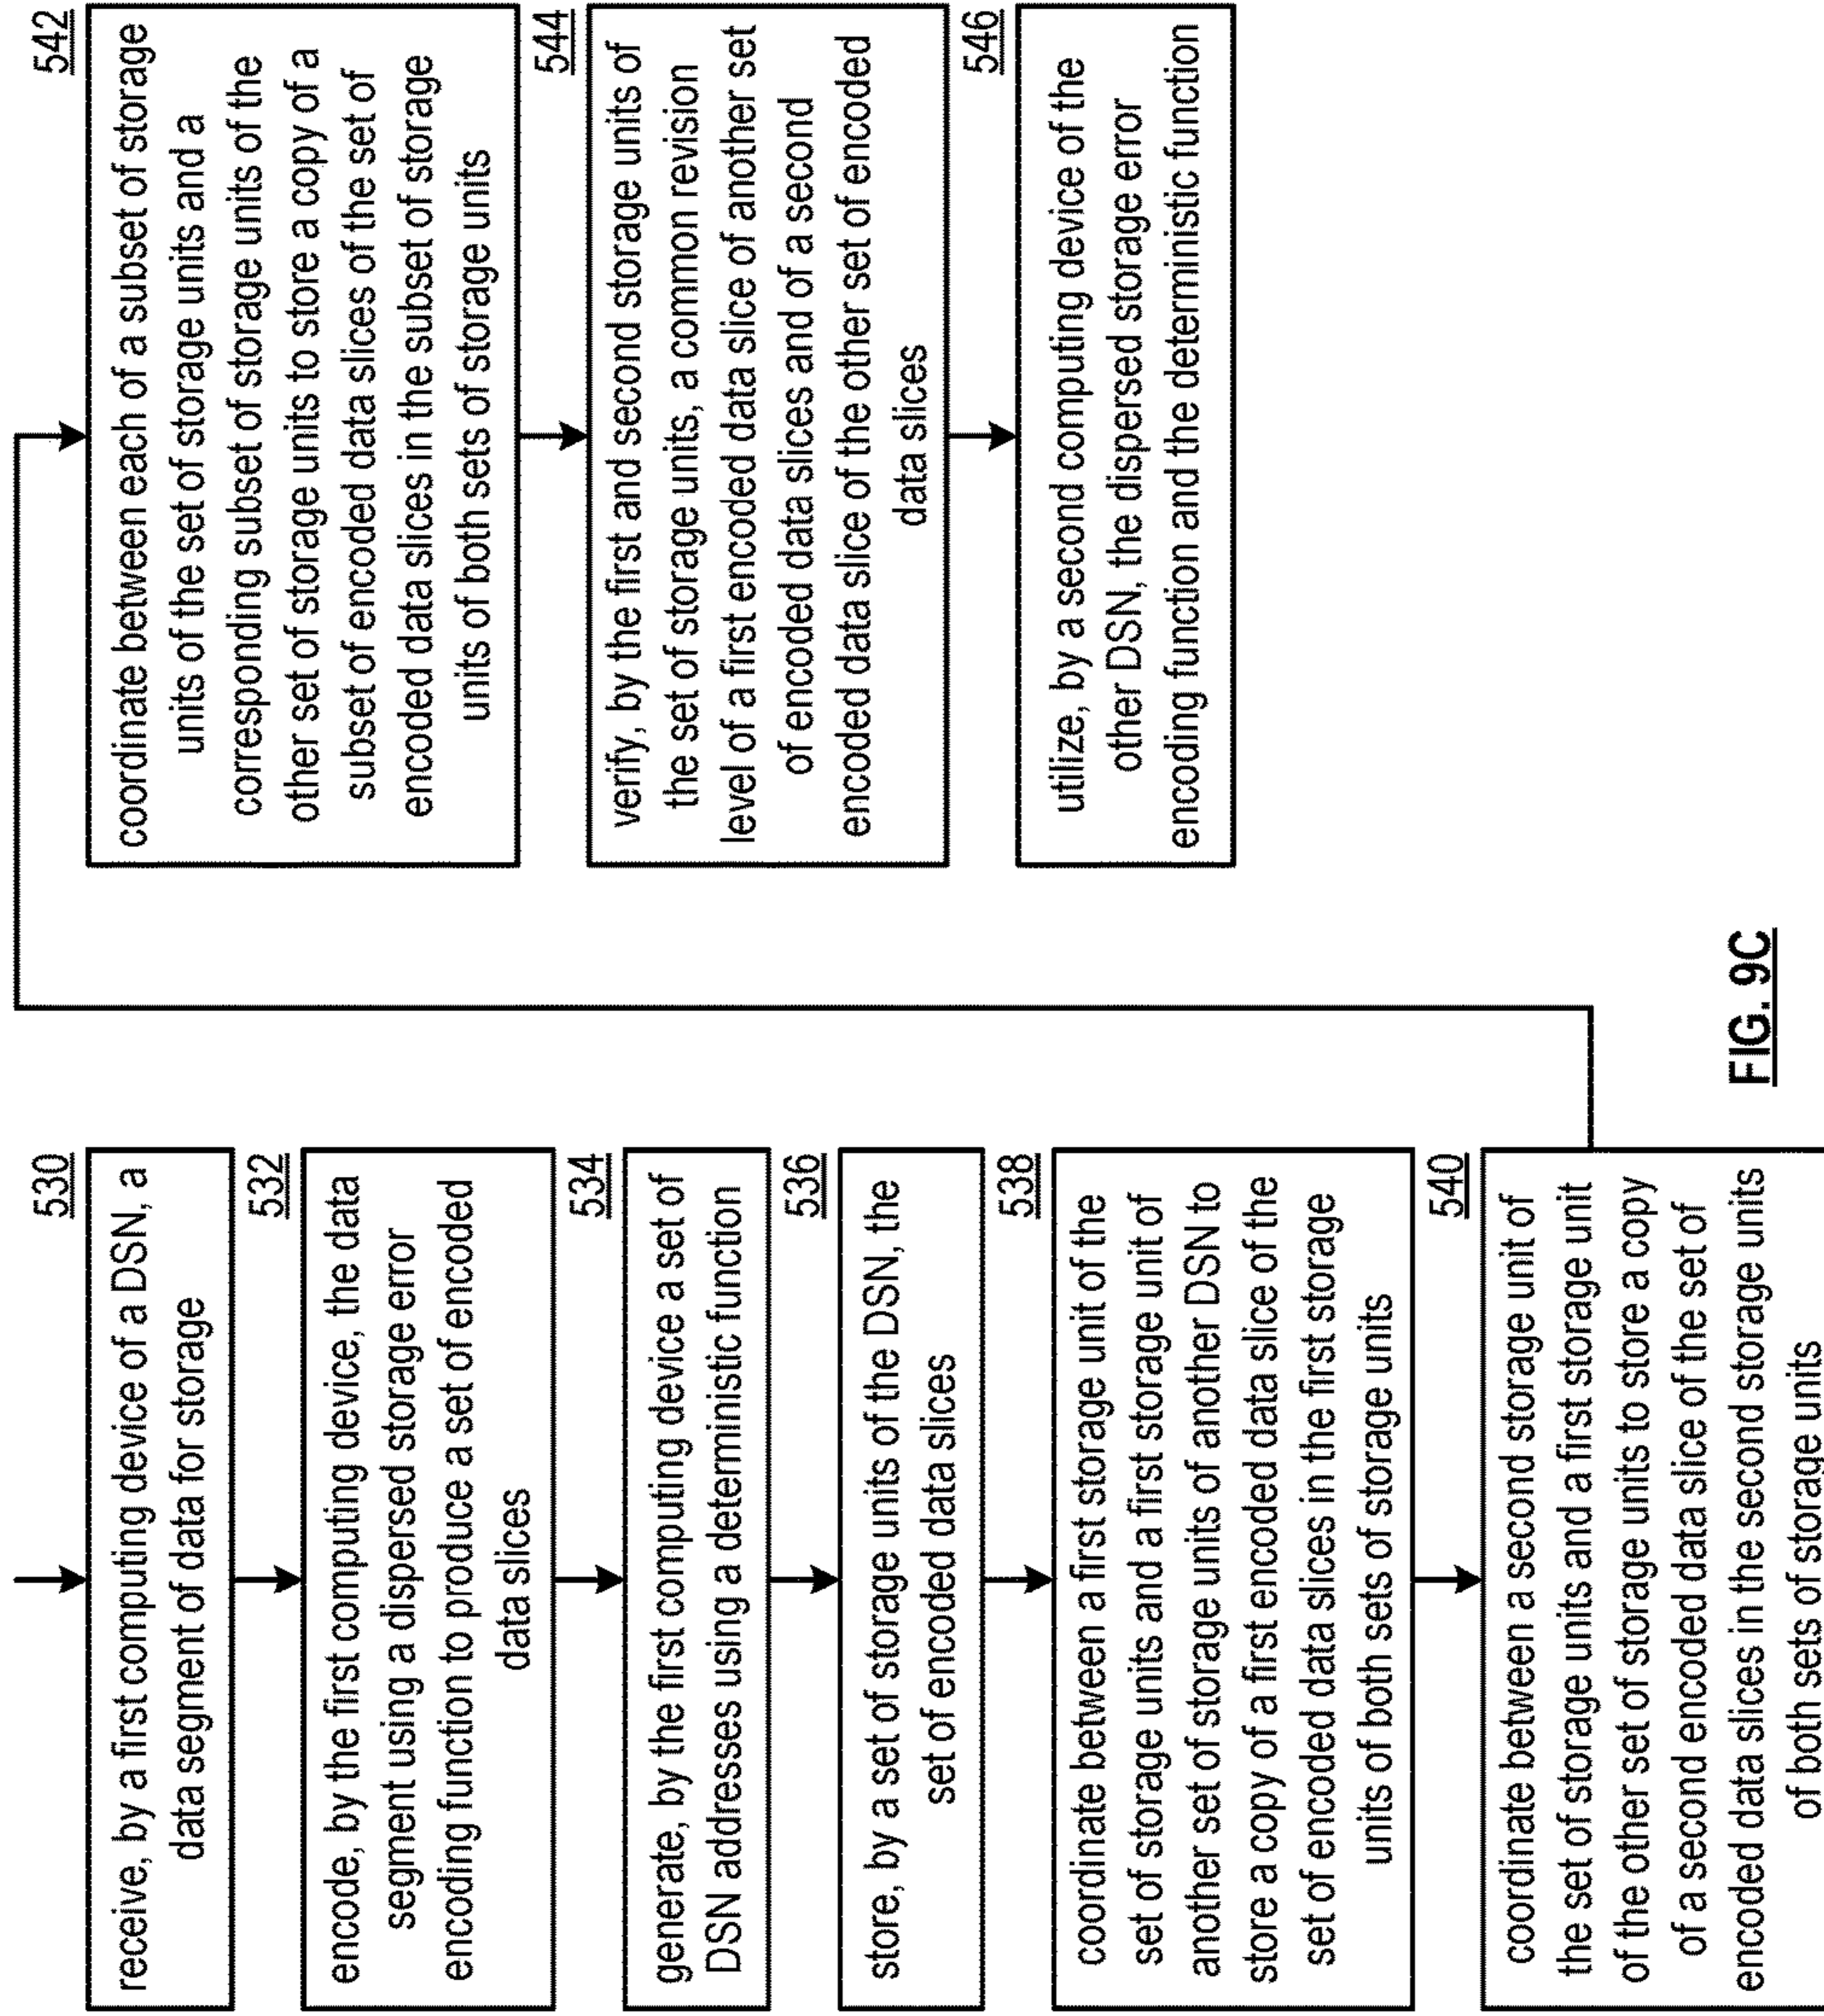 530
receive, by a first computing device of a DSN, a
data segment of data for storage
532
encode, by the first computing device, the data
segment using a dispersed storage error
encoding function to produce a set of encoded
data slices
534
generate, by the first computing device a set of
DSN addresses using a deterministic function
536
store, by a set of storage units of the DSN, the
set of encoded data slices
538
coordinate between a first storage unit of the
set of storage units and a first storage unit of
another set of storage units of another DSN to
store a copy of a first encoded data slice of the
set of encoded data slices in the first storage
units of both sets of storage units
540
coordinate between a second storage unit of
the set of storage units and a first storage unit
of the other set of storage units to store a copy
of a second encoded data slice of the set of
encoded data slices in the second storage units
of both sets of storage units
542
coordinate between each of a subset of storage
units of the set of storage units and a
corresponding subset of storage units of the
other set of storage units to store a copy of a
subset of encoded data slices of the set of
encoded data slices in the subset of storage
units of both sets of storage units
544
verify, by the first and second storage units of
the set of storage units, a common revision
level of a first encoded data slice of another set
of encoded data slices and of a second
encoded data slice of the other set of encoded
data slices
546
utilize, by a second computing device of the
other DSN, the dispersed storage error
encoding function and the deterministic function
FIG. 9C